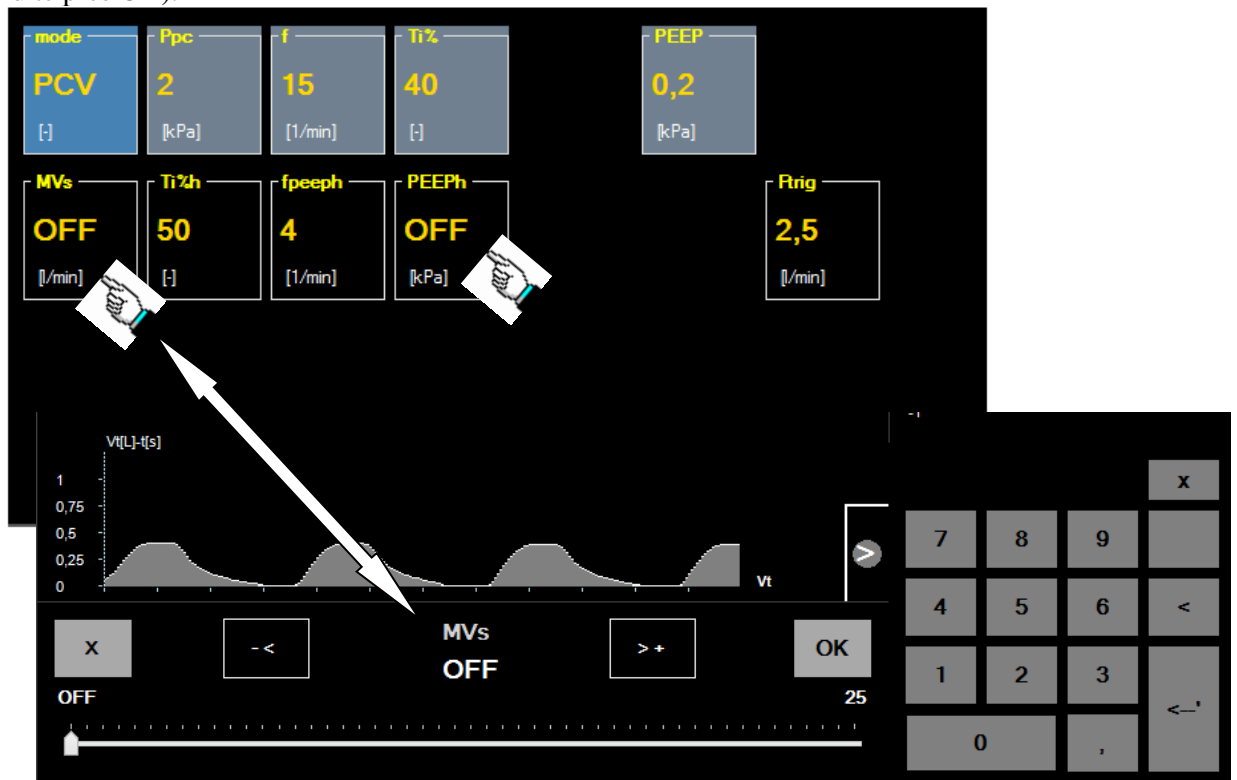 mode Ppc f Ti% PEEP
PCV 2 15 40 0,2
[-] [kPa] [1/min] [-] [kPa]
MVs Ti%h fpeeph PEEPh Ftrig
OFF 50 4 OFF 2,5
[l/min] [-] [1/min] [kPa] [l/min]
Vt[L]-t[s]
1
0,75
0,5
0,25
0
Vt
>
x
7 8 9
4 5 6 <
1 2 3
<--'
0 ,
x - < MVs > + OK
OFF
OFF 25